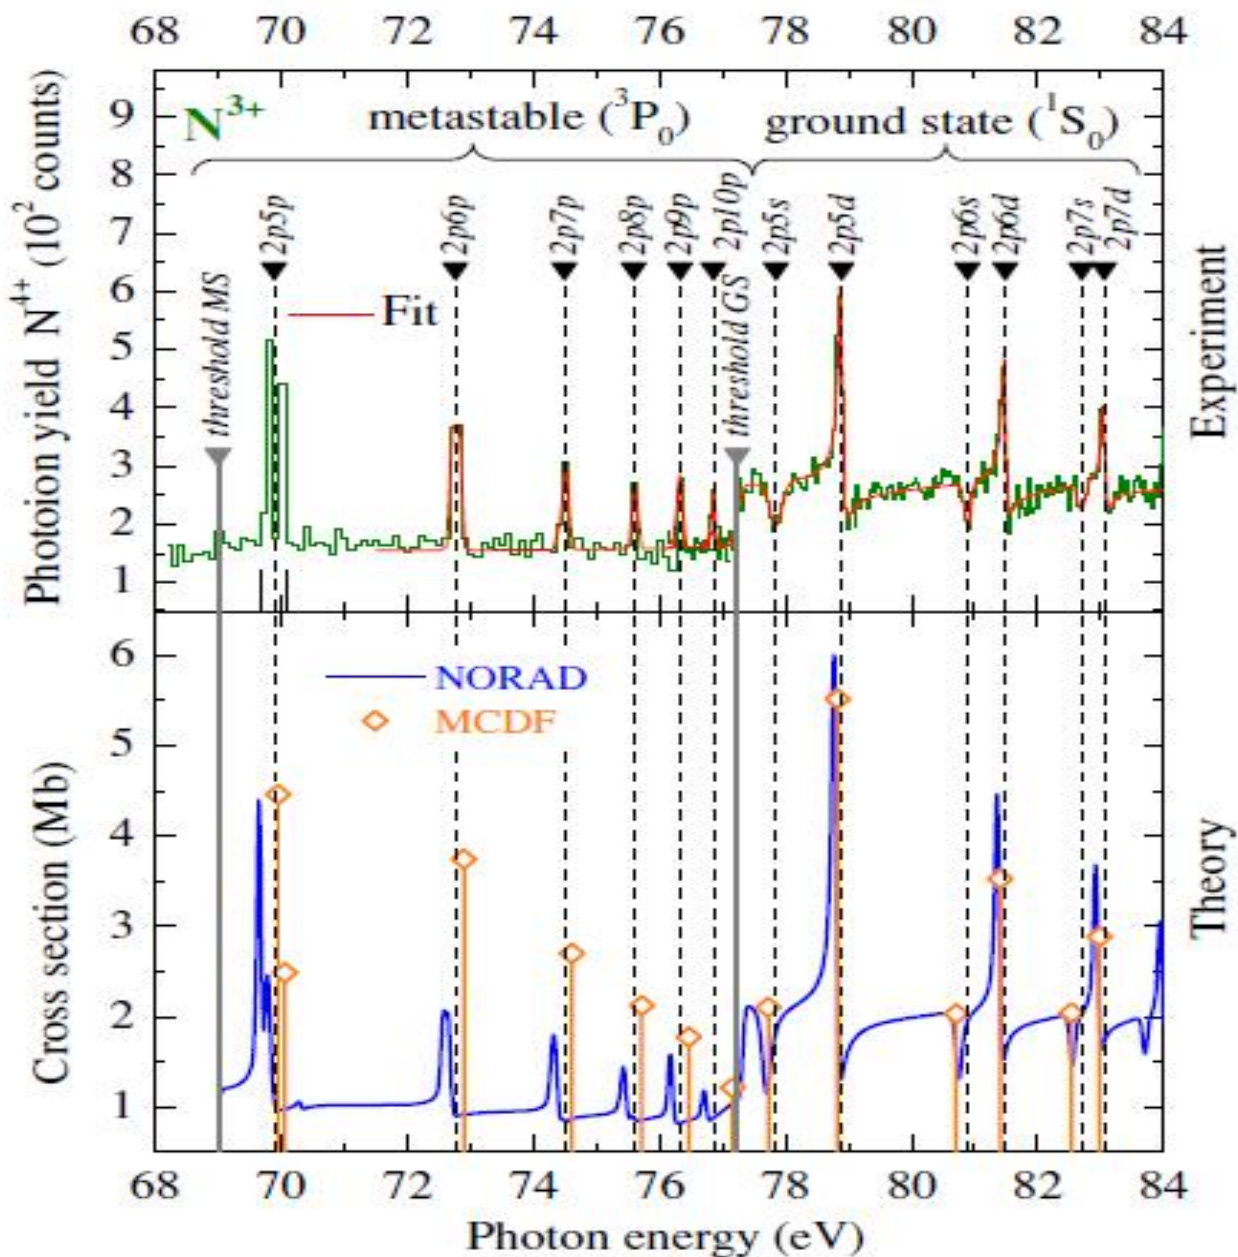 68 70 72 74 76 78 80 82 84
N³⁺ metastable (³P₀) ground state (¹S₀)
2p5p 2p6p 2p7p 2p8p 2p9p 2p10p 2p5s 2p5d 2p6s 2p6d 2p7s 2p7d
threshold MS
threshold GS
Fit
9
8
7
6
5
4
3
2
1
Photoion yield N⁴⁺ (10² counts)
Experiment
NORAD
MCDF
6
5
4
3
2
1
Cross section (Mb)
Theory
68 70 72 74 76 78 80 82 84
Photon energy (eV)